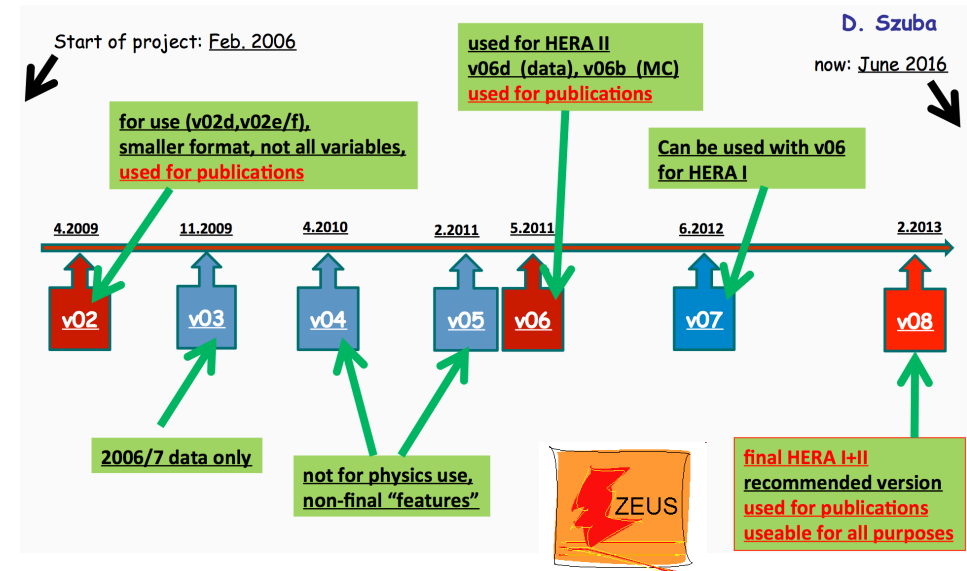 D. Szuba
Start of project: Feb. 2006
now: June 2016
used for HERA II
v06d (data), v06b (MC)
used for publications
for use (v02d,v02e/f),
smaller format, not all variables,
used for publications
Can be used with v06
for HERA I
4.2009
11.2009
4.2010
2.2011
5.2011
6.2012
2.2013
v02
v03
v04
v05
v06
v07
v08
2006/7 data only
not for physics use,
non-final “features”
ZEUS
final HERA I+II
recommended version
used for publications
useable for all purposes